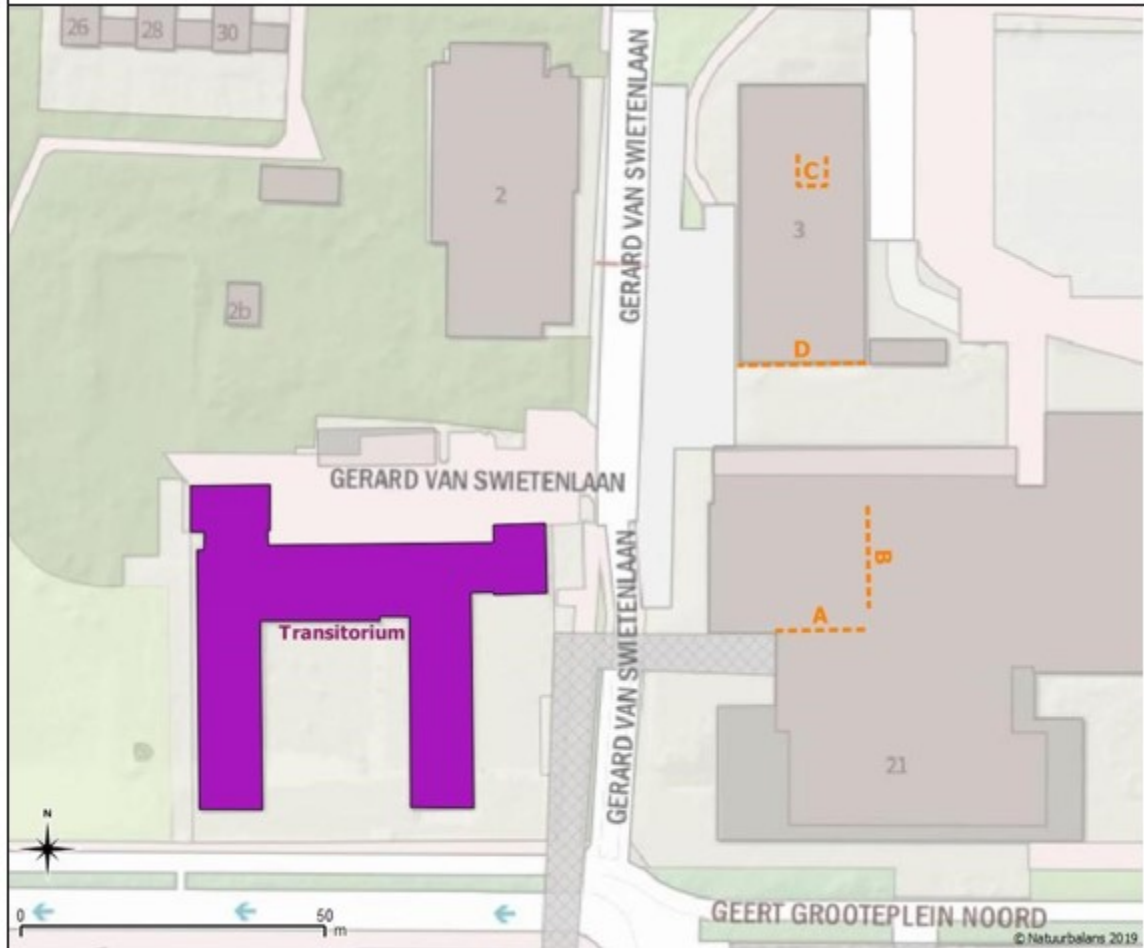 26
28
30
2
GERARD VAN SWIETENLAAN
C
3
2b
D
GERARD VAN SWIETENLAAN
B
A
Transitorium
GERARD VAN SWIETENLAAN
21
N
0
50
m
GEERT GROOTEPLEIN NOORD
© Natuurbalans 2019